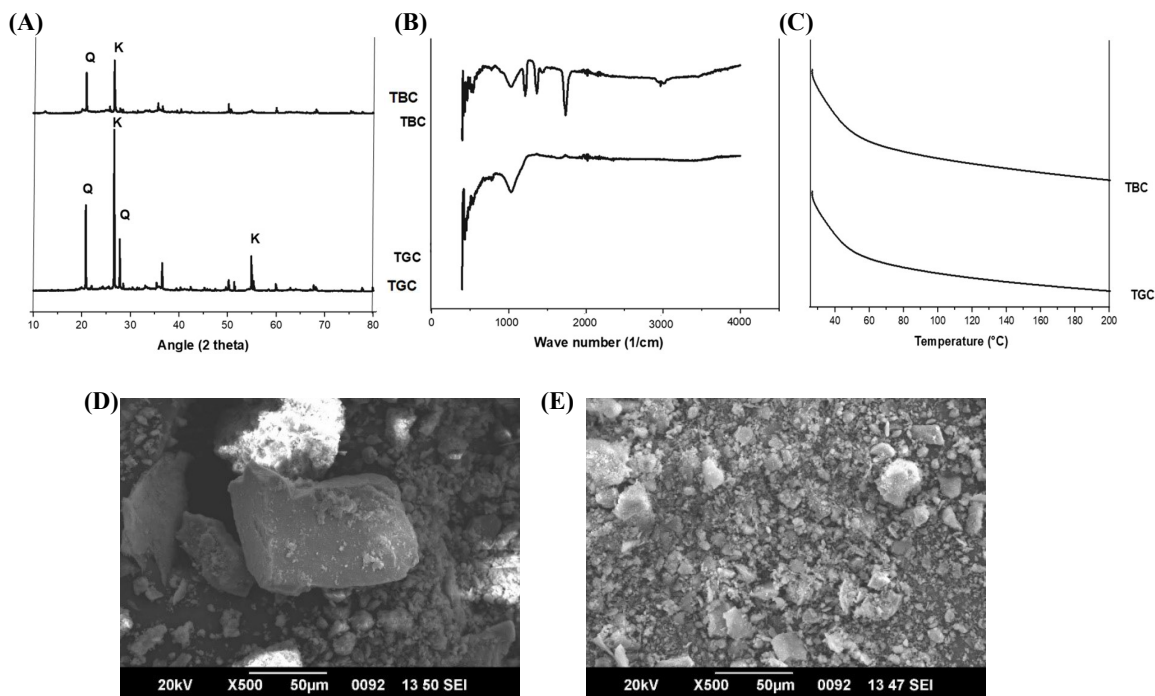 (A)
Q
K
TBC
K
Q
Q
K
TGC
10 20 30 40 50 60 70 80
Angle (2 theta)
(B)
TBC
TGC
0 1000 2000 3000 4000
Wave number (1/cm)
(C)
TBC
TGC
40 60 80 100 120 140 160 180 200
Temperature (°C)
(D)
20kV X500 50µm 0092 13 50 SEI
(E)
20kV X500 50µm 0092 13 47 SEI